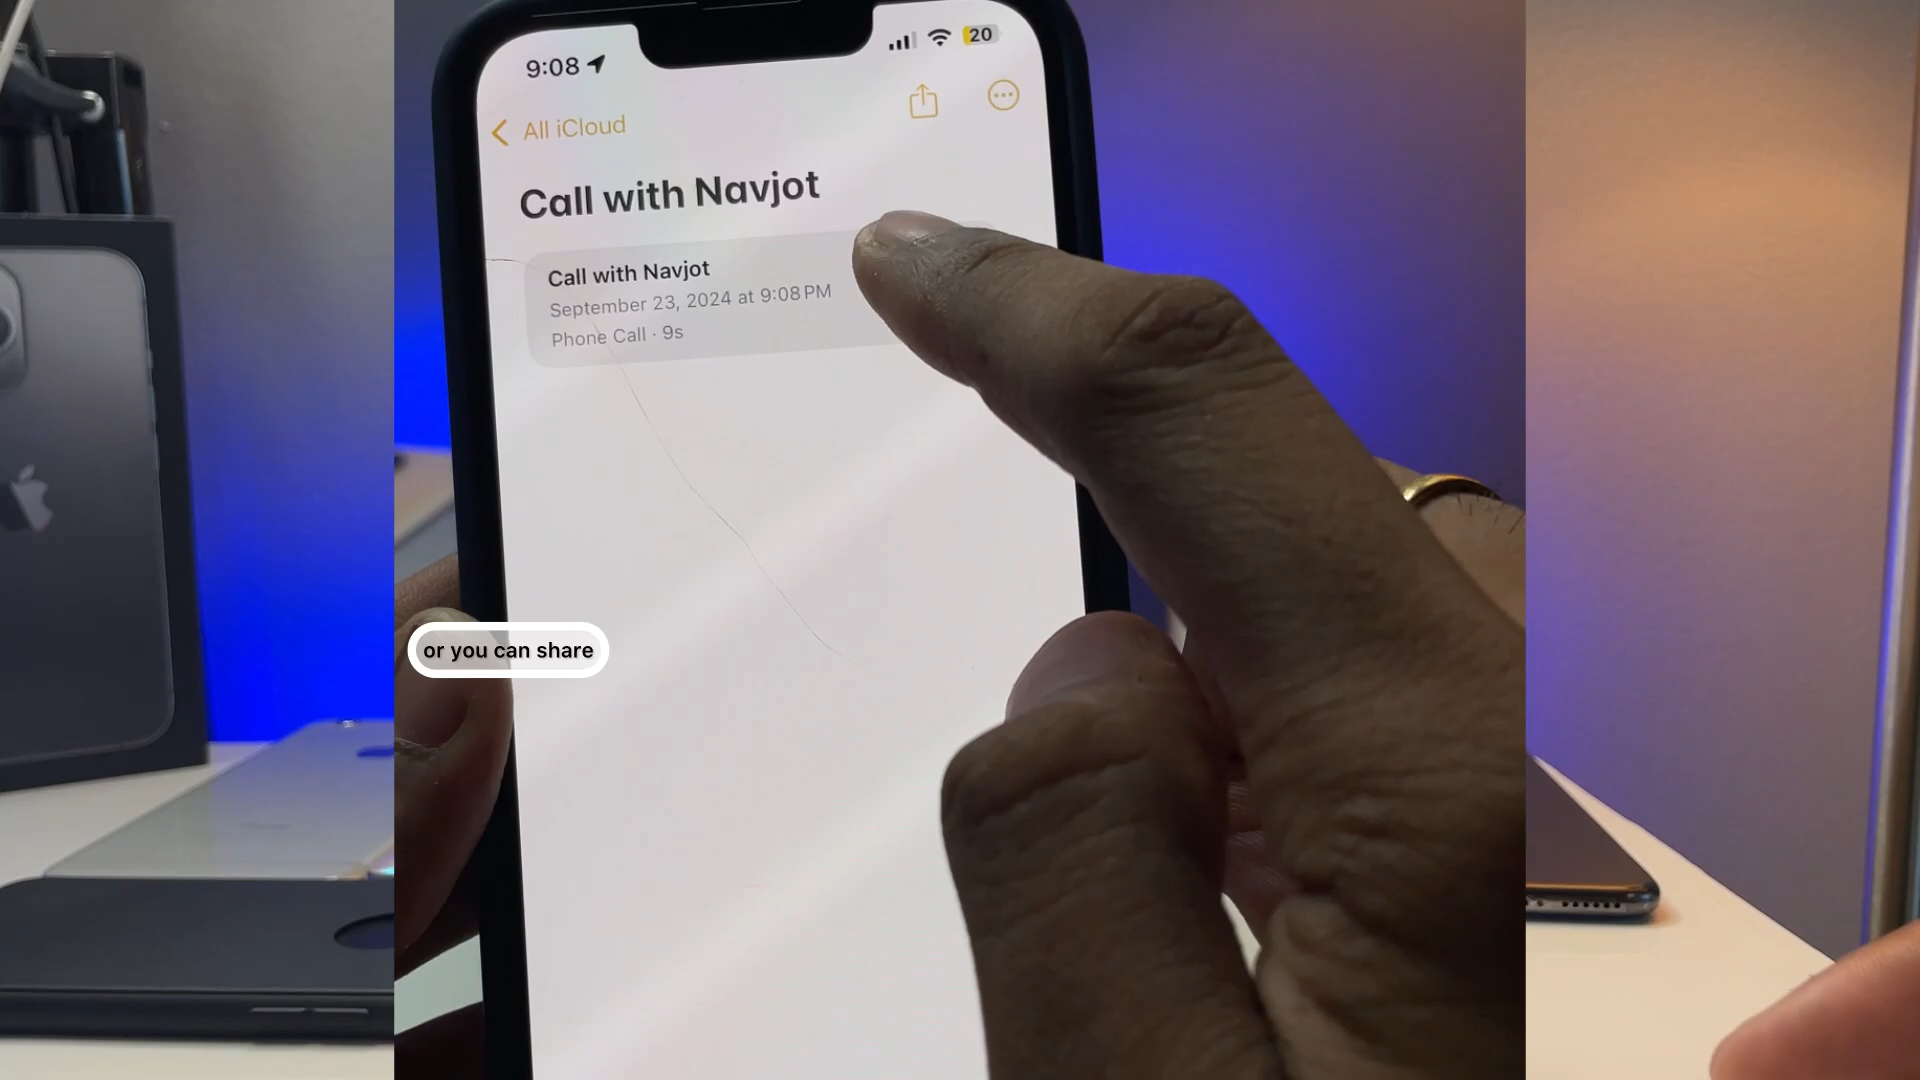 9:08
20
All iCloud
Call with Navjot
Call with Navjot
September 23, 2024 at 9:08 PM
Phone Call · 9s
or you can share